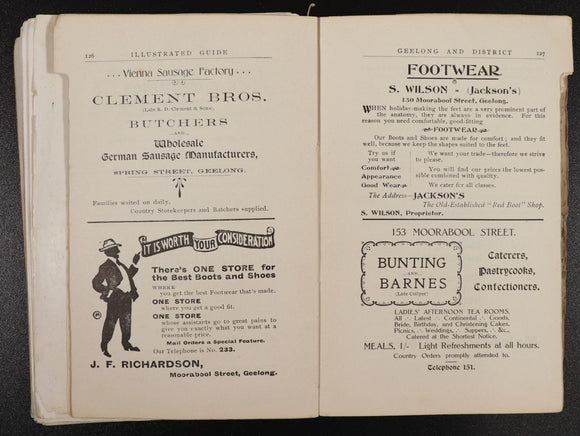 126 ILLUSTRATED GUIDE
...Vienna Sausage Factory...
CLEMENT BROS.
(Late R. D. Clement & Sons),
BUTCHERS
...AND...
Wholesale
German Sausage Manufacturers,
SPRING STREET, GEELONG.
Families waited on daily.
Country Storekeepers and Butchers supplied.
IT IS WORTH YOUR CONSIDERATION
There's ONE STORE for
the Best Boots and Shoes
WHERE
you get the best Footwear that's made.
ONE STORE
where you get a good fit.
ONE STORE
whose assistants go to great pains to
give you exactly what you want at a
reasonable price.
Mail Orders a Special Feature.
Our Telephone is No. 233.
J. F. RICHARDSON,
Moorabool Street, Geelong.
GEELONG AND DISTRICT 127
FOOTWEAR
S. WILSON - (Jackson's)
130 Moorabool Street, Geelong.
WHEN holiday-making the feet are a very prominent part of the
anatomy, they are always in evidence. For this
reason you need comfortable, good-fitting
FOOTWEAR
Our Boots and Shoes are made for comfort; and they fit
well, because we keep the shapes suited to the feet.
Try us if
you want
Comfort
Appearance
Good Wear
We want your trade—therefore we strive
to please.
You will find our prices the lowest pos-
sible combined with quality.
We cater for all classes.
The Address—JACKSON'S
The Old-Established "Red Boot" Shop.
S. WILSON, Proprietor.
153 MOORABOOL STREET.
BUNTING
...AND...
BARNES
(Late Collyer)
Caterers,
Pastrycooks,
Confectioners.
LADIES' AFTERNOON TEA ROOMS.
All Latest Continental Goods.
Bride, Birthday, and Christening Cakes.
Picnics, Weddings, Suppers, &c.,
Catered at the Shortest Notice.
MEALS, 1/- Light Refreshments at all hours.
Country Orders promptly attended to.
Telephone 151.